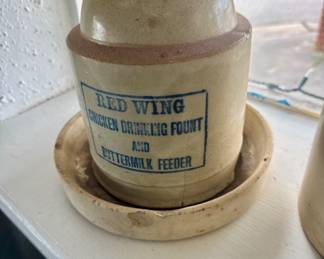 RED WING
CHICKEN DRINKING FOUNT
AND
BUTTERMILK FEEDER